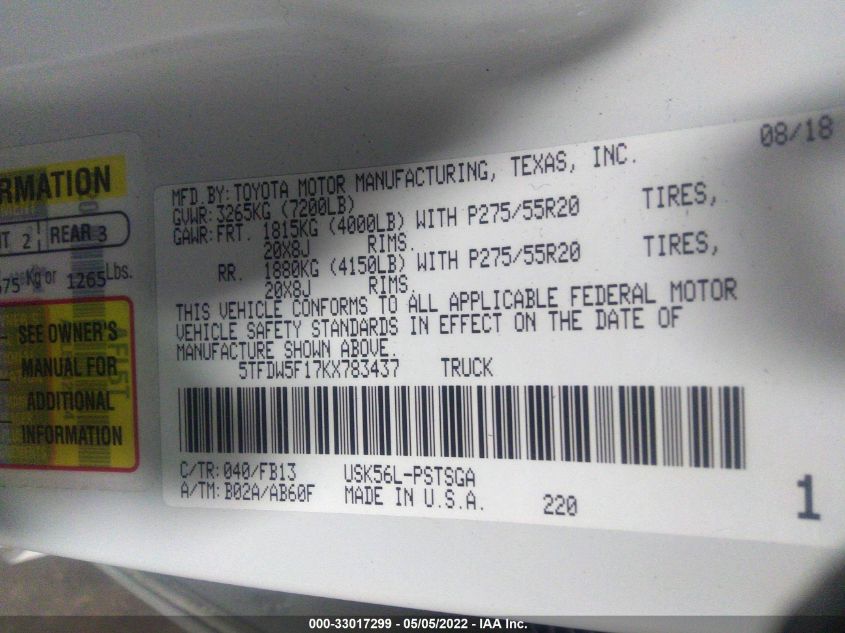 RMATION
2 REAR 3
675 Kg or 1265 Lbs.
SEE OWNER'S
MANUAL FOR
ADDITIONAL
INFORMATION
08/18
MFD. BY: TOYOTA MOTOR MANUFACTURING, TEXAS, INC.
GVWR: 3265KG (7200LB)
GAWR: FRT. 1815KG (4000LB) WITH P275/55R20 TIRES,
20X8J RIMS.
RR. 1880KG (4150LB) WITH P275/55R20 TIRES,
20X8J RIMS.
THIS VEHICLE CONFORMS TO ALL APPLICABLE FEDERAL MOTOR
VEHICLE SAFETY STANDARDS IN EFFECT ON THE DATE OF
MANUFACTURE SHOWN ABOVE.
5TFDW5F17KX783437 TRUCK
C/TR: 040/FB13 USK56L-PSTSGA
A/TM: B02A/AB60F MADE IN U.S.A. 220 1
000-33017299 - 05/05/2022 - IAA Inc.